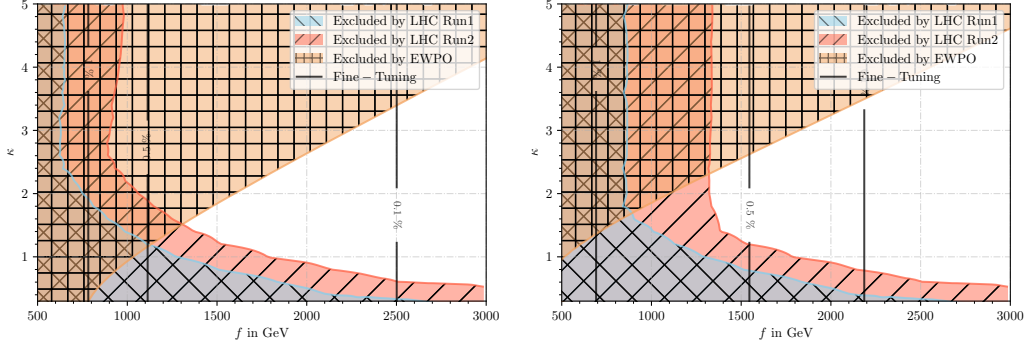 Excluded by LHC Run1
Excluded by LHC Run2
Excluded by EWPO
Fine − Tuning
κ
5
4
3
2
1
%
0.1 %
500
1000
1500
2000
2500
3000
f in GeV
Excluded by LHC Run1
Excluded by LHC Run2
Excluded by EWPO
Fine − Tuning
κ
5
4
3
2
1
0.5 %
500
1000
1500
2000
2500
3000
f in GeV